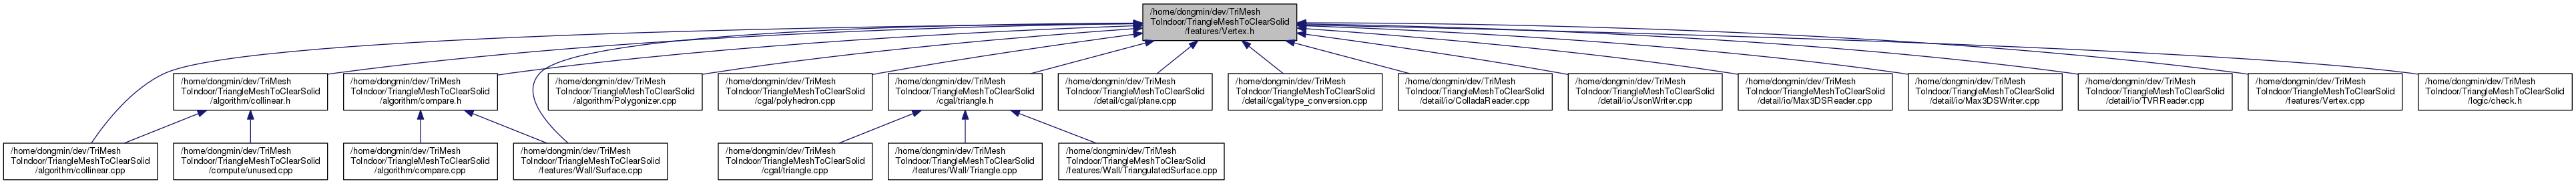 /home/dongmin/dev/TriMesh
ToIndoor/TriangleMeshToClearSolid
/features/Vertex.h
/home/dongmin/dev/TriMesh
ToIndoor/TriangleMeshToClearSolid
/algorithm/collinear.h
/home/dongmin/dev/TriMesh
ToIndoor/TriangleMeshToClearSolid
/algorithm/compare.h
/home/dongmin/dev/TriMesh
ToIndoor/TriangleMeshToClearSolid
/algorithm/Polygonizer.cpp
/home/dongmin/dev/TriMesh
ToIndoor/TriangleMeshToClearSolid
/cgal/polyhedron.cpp
/home/dongmin/dev/TriMesh
ToIndoor/TriangleMeshToClearSolid
/cgal/triangle.h
/home/dongmin/dev/TriMesh
ToIndoor/TriangleMeshToClearSolid
/detail/cgal/plane.cpp
/home/dongmin/dev/TriMesh
ToIndoor/TriangleMeshToClearSolid
/detail/cgal/type_conversion.cpp
/home/dongmin/dev/TriMesh
ToIndoor/TriangleMeshToClearSolid
/detail/io/ColladaReader.cpp
/home/dongmin/dev/TriMesh
ToIndoor/TriangleMeshToClearSolid
/detail/io/JsonWriter.cpp
/home/dongmin/dev/TriMesh
ToIndoor/TriangleMeshToClearSolid
/detail/io/Max3DSReader.cpp
/home/dongmin/dev/TriMesh
ToIndoor/TriangleMeshToClearSolid
/detail/io/Max3DSWriter.cpp
/home/dongmin/dev/TriMesh
ToIndoor/TriangleMeshToClearSolid
/detail/io/TVRReader.cpp
/home/dongmin/dev/TriMesh
ToIndoor/TriangleMeshToClearSolid
/features/Vertex.cpp
/home/dongmin/dev/TriMesh
ToIndoor/TriangleMeshToClearSolid
/logic/check.h
/home/dongmin/dev/TriMesh
ToIndoor/TriangleMeshToClearSolid
/algorithm/collinear.cpp
/home/dongmin/dev/TriMesh
ToIndoor/TriangleMeshToClearSolid
/compute/unused.cpp
/home/dongmin/dev/TriMesh
ToIndoor/TriangleMeshToClearSolid
/algorithm/compare.cpp
/home/dongmin/dev/TriMesh
ToIndoor/TriangleMeshToClearSolid
/features/Wall/Surface.cpp
/home/dongmin/dev/TriMesh
ToIndoor/TriangleMeshToClearSolid
/cgal/triangle.cpp
/home/dongmin/dev/TriMesh
ToIndoor/TriangleMeshToClearSolid
/features/Wall/Triangle.cpp
/home/dongmin/dev/TriMesh
ToIndoor/TriangleMeshToClearSolid
/features/Wall/TriangulatedSurface.cpp